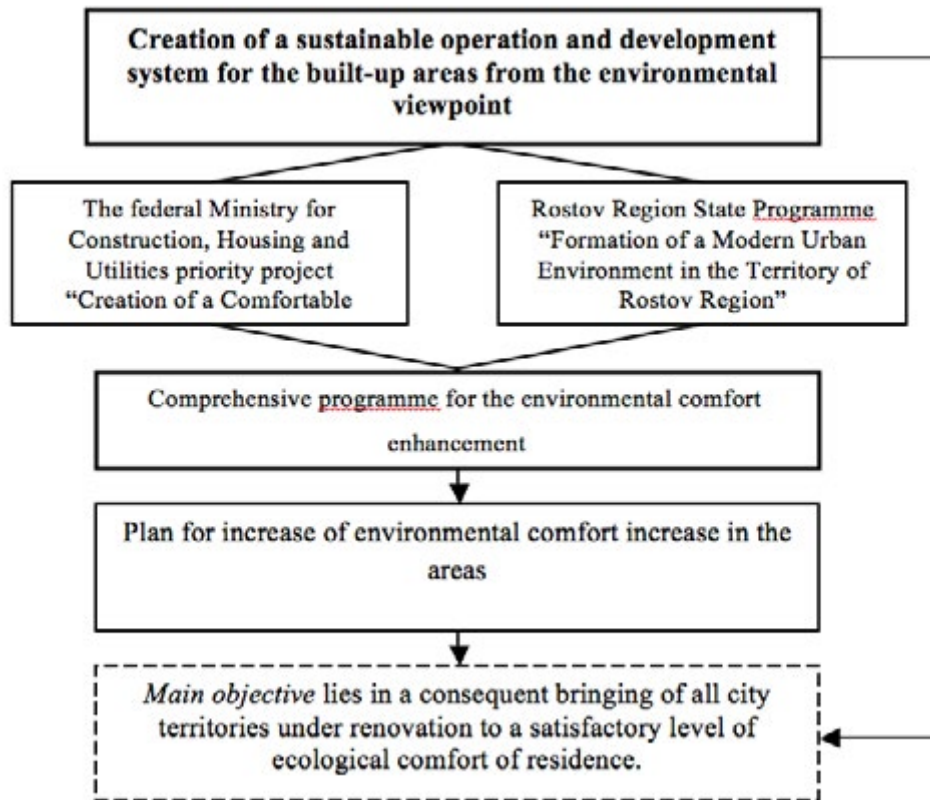 Creation of a sustainable operation and development
system for the built-up areas from the environmental
viewpoint
The federal Ministry for
Construction, Housing and
Utilities priority project
“Creation of a Comfortable
Rostov Region State Programme
“Formation of a Modern Urban
Environment in the Territory of
Rostov Region”
Comprehensive programme for the environmental comfort
enhancement
Plan for increase of environmental comfort increase in the
areas
Main objective lies in a consequent bringing of all city
territories under renovation to a satisfactory level of
ecological comfort of residence.